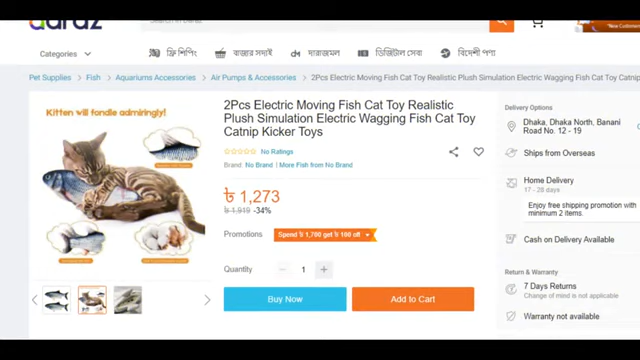 daraz
Categories
ফ্রি শিপিং
বাজার সদাই
দারাজমল
ডিজিটাল সেবা
বিদেশী পণ্য
Pet Supplies > Fish > Aquariums Accessories > Air Pumps & Accessories > 2Pcs Electric Moving Fish Cat Toy Realistic Plush Simulation Electric Wagging Fish Cat Toy Catnip
Kitten will fondle admiringly!
2Pcs Electric Moving Fish Cat Toy Realistic
Plush Simulation Electric Wagging Fish Cat Toy
Catnip Kicker Toys
No Ratings
Brand: No Brand | More Fish from No Brand
৳ 1,273
৳ 1,919 -34%
Promotions
Spend ৳ 1,700 get ৳ 100 off
Quantity
1
Buy Now
Add to Cart
Delivery Options
Dhaka, Dhaka North, Banani
Road No. 12 - 19
Ships from Overseas
Home Delivery
17 - 28 days
Enjoy free shipping promotion with
minimum 2 items.
Cash on Delivery Available
Return & Warranty
7 Days Returns
Change of mind is not applicable
Warranty not available